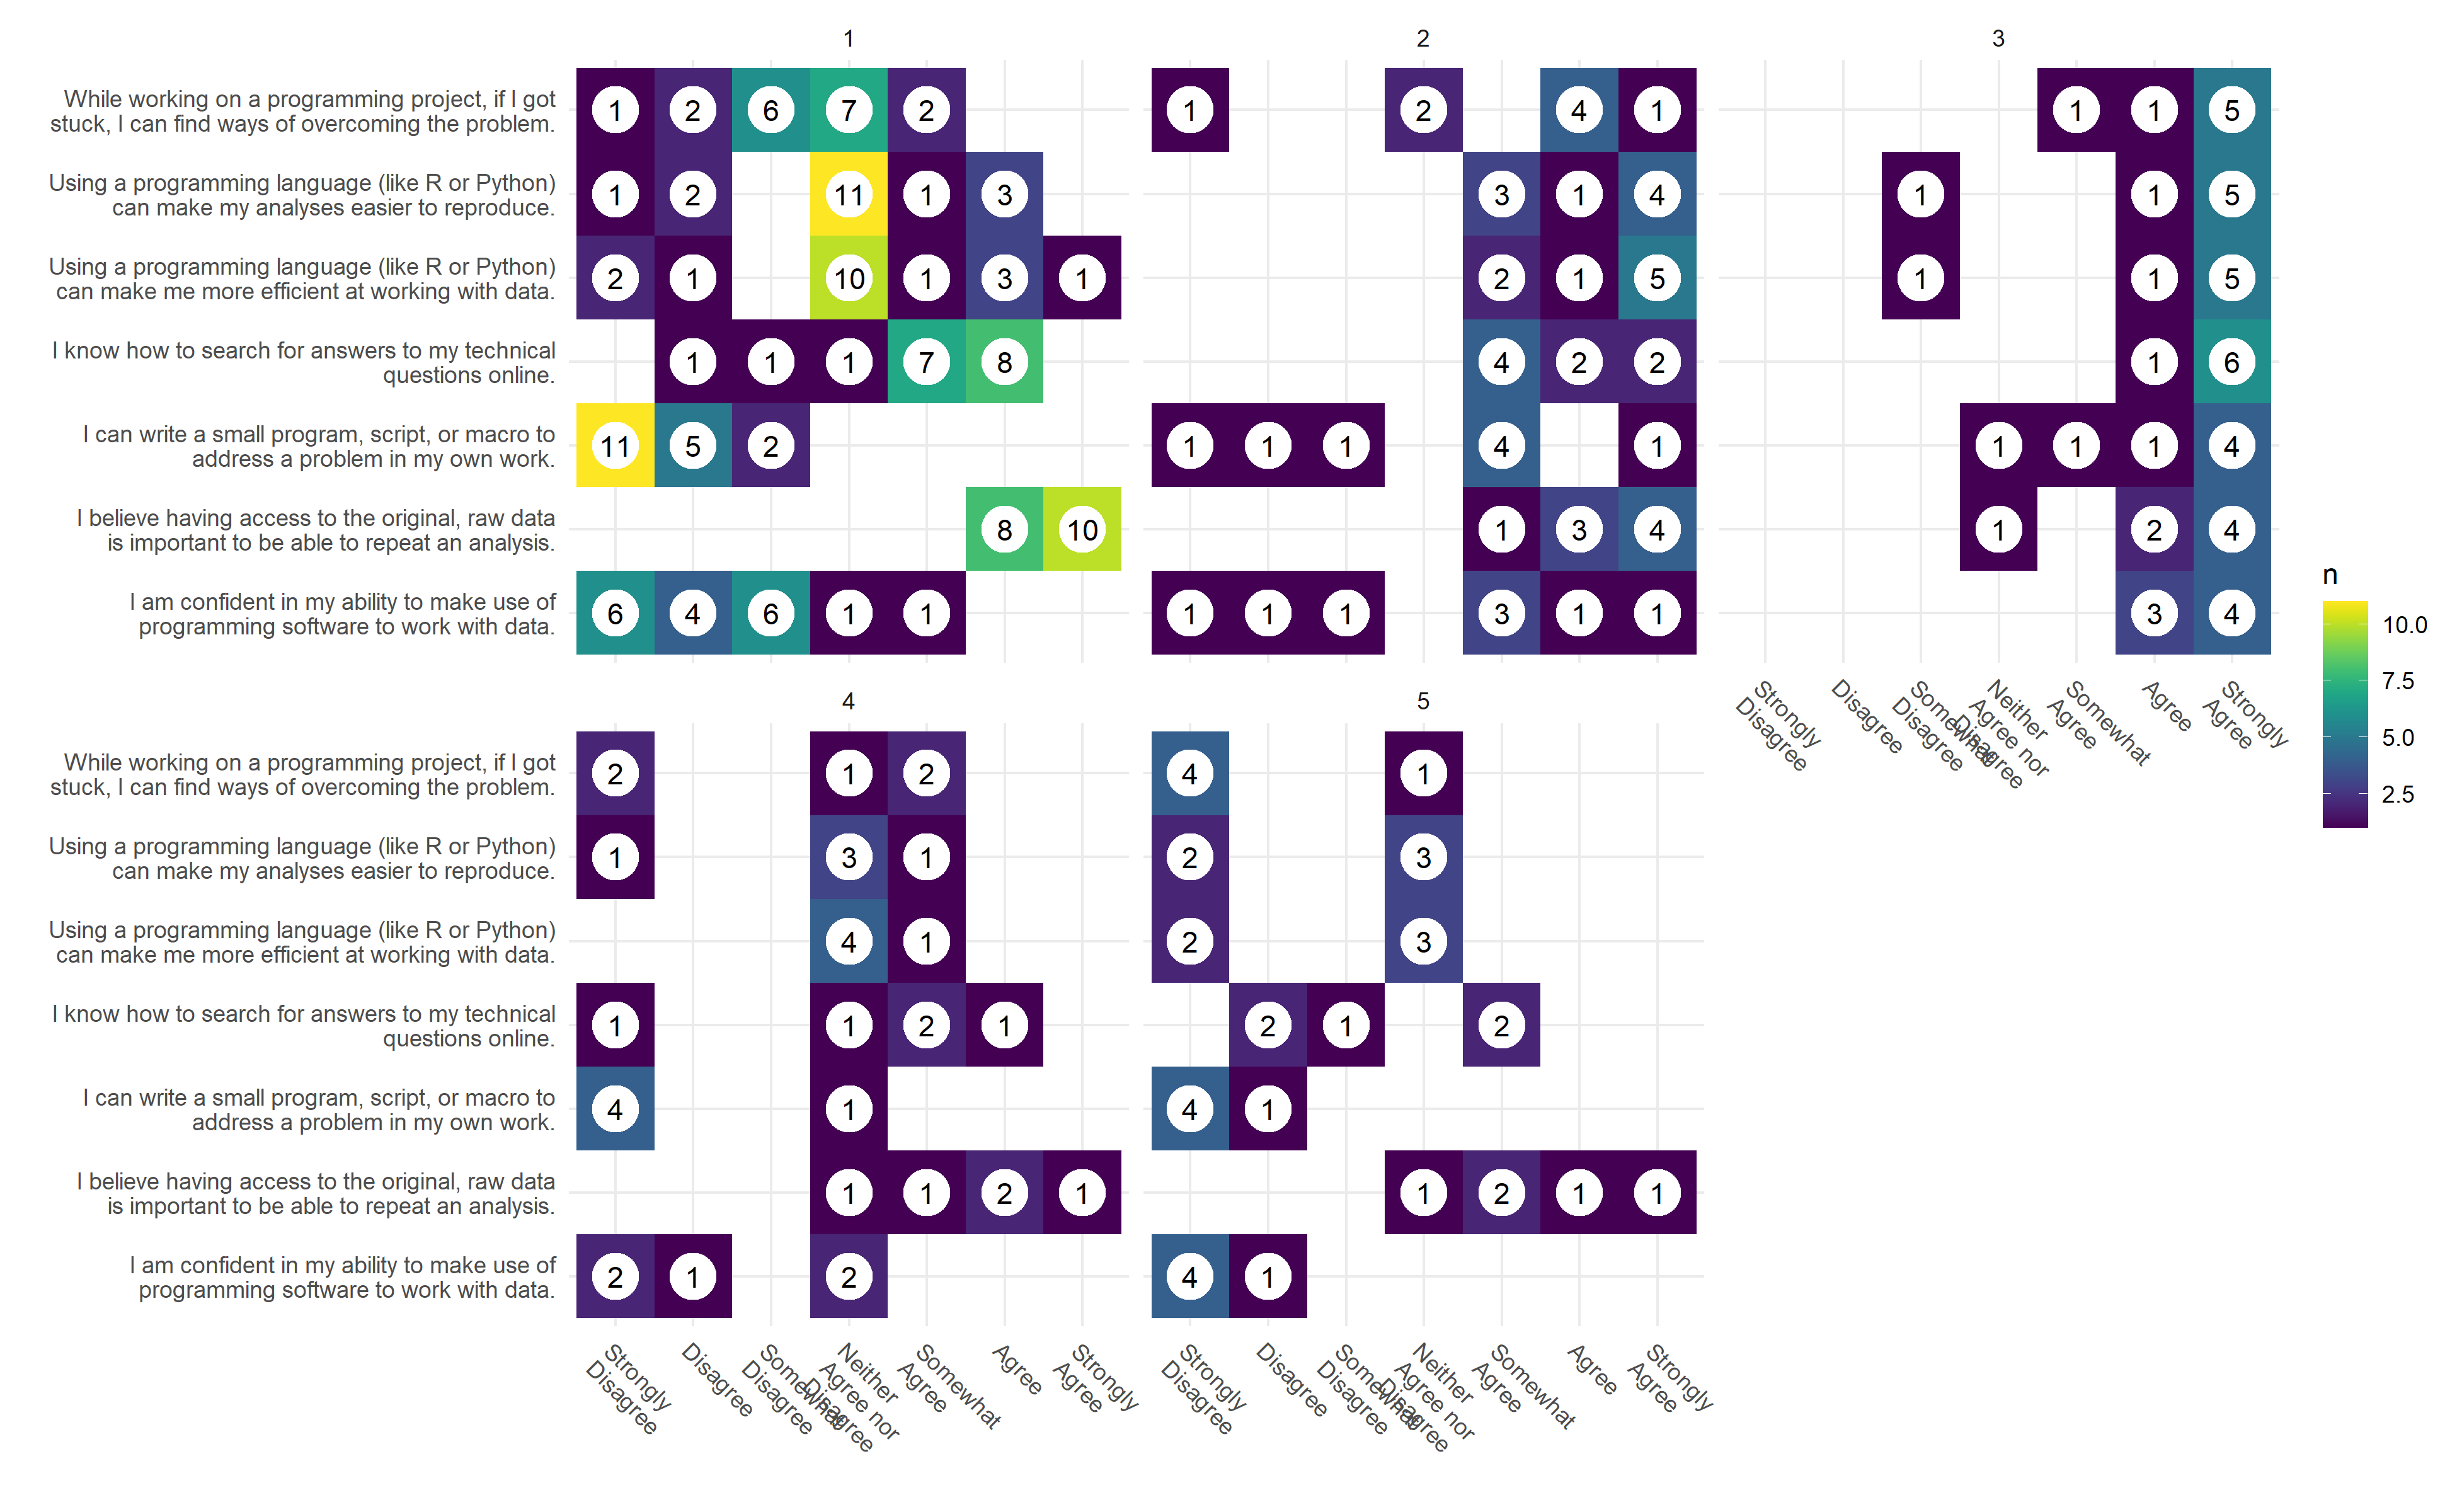 1
2
3
While working on a programming project, if I got
stuck, I can find ways of overcoming the problem.
1 2 6 7 2
1 2 4 1
1 1 5
Using a programming language (like R or Python)
can make my analyses easier to reproduce.
1 2 11 1 3
3 1 4
1 1 5
Using a programming language (like R or Python)
can make me more efficient at working with data.
2 1 10 1 3 1
2 1 5
1 1 5
I know how to search for answers to my technical
questions online.
1 1 1 7 8
4 2 2
1 6
I can write a small program, script, or macro to
address a problem in my own work.
11 5 2
1 1 1 4 1
1 1 1 4
I believe having access to the original, raw data
is important to be able to repeat an analysis.
8 10
1 3 4
1 2 4
I am confident in my ability to make use of
programming software to work with data.
6 4 6 1 1
1 1 1 3 1 1
3 4
Strongly
Disagree
Disagree
Somewhat
Disagree
Neither
Agree nor
Disagree
Somewhat
Agree
Agree
Strongly
Agree
n
10.0
7.5
5.0
2.5
4
5
While working on a programming project, if I got
stuck, I can find ways of overcoming the problem.
2 1 2
4 1
Using a programming language (like R or Python)
can make my analyses easier to reproduce.
1 3 1
2 3
Using a programming language (like R or Python)
can make me more efficient at working with data.
4 1
2 3
I know how to search for answers to my technical
questions online.
1 1 2 1
2 1 2
I can write a small program, script, or macro to
address a problem in my own work.
4 1
4 1
I believe having access to the original, raw data
is important to be able to repeat an analysis.
1 1 2 1
1 2 1 1
I am confident in my ability to make use of
programming software to work with data.
2 1 2
4 1
Strongly
Disagree
Disagree
Somewhat
Disagree
Neither
Agree nor
Disagree
Somewhat
Agree
Agree
Strongly
Agree
Strongly
Disagree
Disagree
Somewhat
Disagree
Neither
Agree nor
Disagree
Somewhat
Agree
Agree
Strongly
Agree